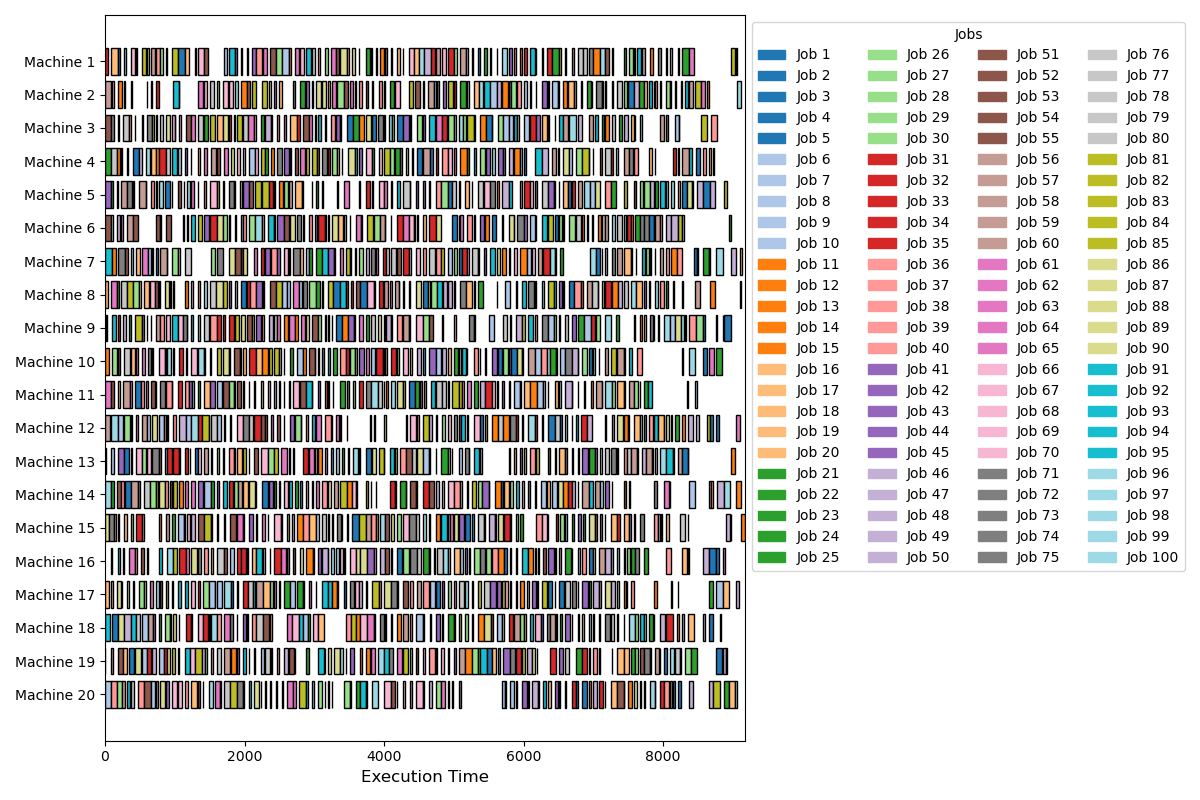 Machine 1
Machine 2
Machine 3
Machine 4
Machine 5
Machine 6
Machine 7
Machine 8
Machine 9
Machine 10
Machine 11
Machine 12
Machine 13
Machine 14
Machine 15
Machine 16
Machine 17
Machine 18
Machine 19
Machine 20
0 2000 4000 6000 8000
Execution Time
Jobs
Job 1 Job 26 Job 51 Job 76
Job 2 Job 27 Job 52 Job 77
Job 3 Job 28 Job 53 Job 78
Job 4 Job 29 Job 54 Job 79
Job 5 Job 30 Job 55 Job 80
Job 6 Job 31 Job 56 Job 81
Job 7 Job 32 Job 57 Job 82
Job 8 Job 33 Job 58 Job 83
Job 9 Job 34 Job 59 Job 84
Job 10 Job 35 Job 60 Job 85
Job 11 Job 36 Job 61 Job 86
Job 12 Job 37 Job 62 Job 87
Job 13 Job 38 Job 63 Job 88
Job 14 Job 39 Job 64 Job 89
Job 15 Job 40 Job 65 Job 90
Job 16 Job 41 Job 66 Job 91
Job 17 Job 42 Job 67 Job 92
Job 18 Job 43 Job 68 Job 93
Job 19 Job 44 Job 69 Job 94
Job 20 Job 45 Job 70 Job 95
Job 21 Job 46 Job 71 Job 96
Job 22 Job 47 Job 72 Job 97
Job 23 Job 48 Job 73 Job 98
Job 24 Job 49 Job 74 Job 99
Job 25 Job 50 Job 75 Job 100